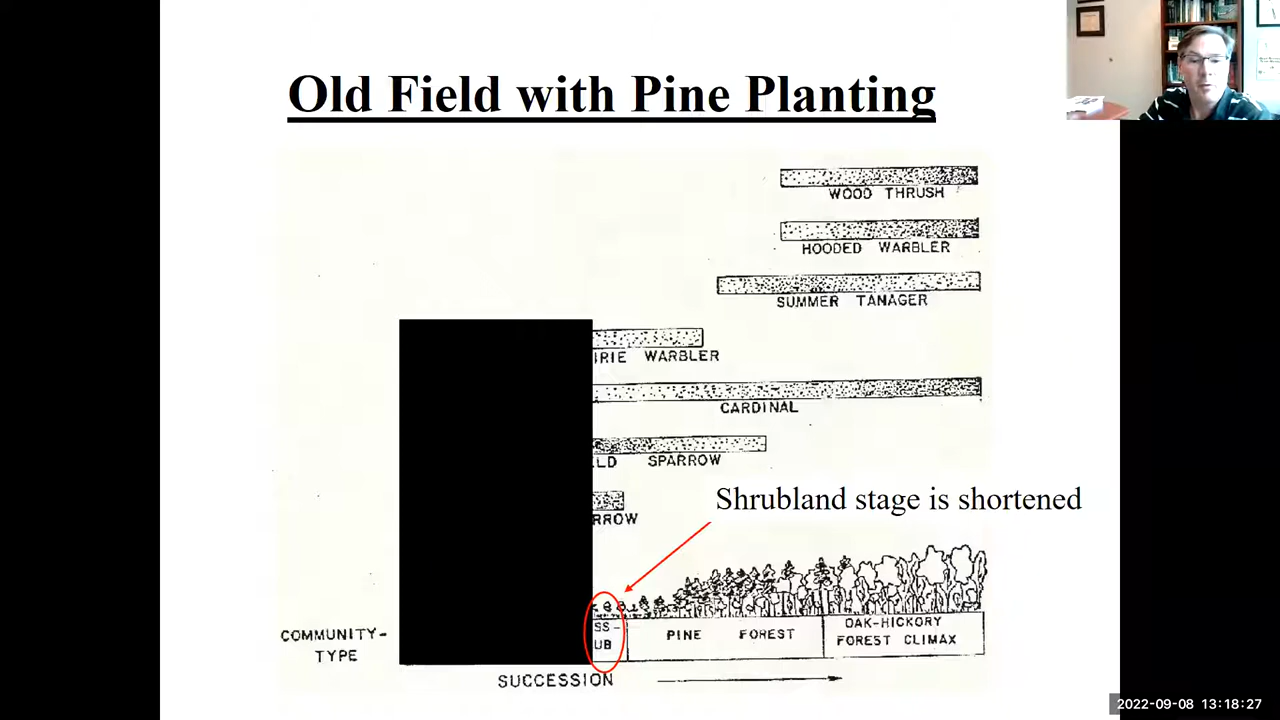 Old Field with Pine Planting
WOOD THRUSH
HOODED WARBLER
SUMMER TANAGER
IRIE WARBLER
CARDINAL
LD SPARROW
Shrubland stage is shortened
RROW
COMMUNITY-
TYPE
SS-
UB
PINE FOREST
OAK-HICKORY
FOREST CLIMAX
SUCCESSION
2022-09-08 13:18:27